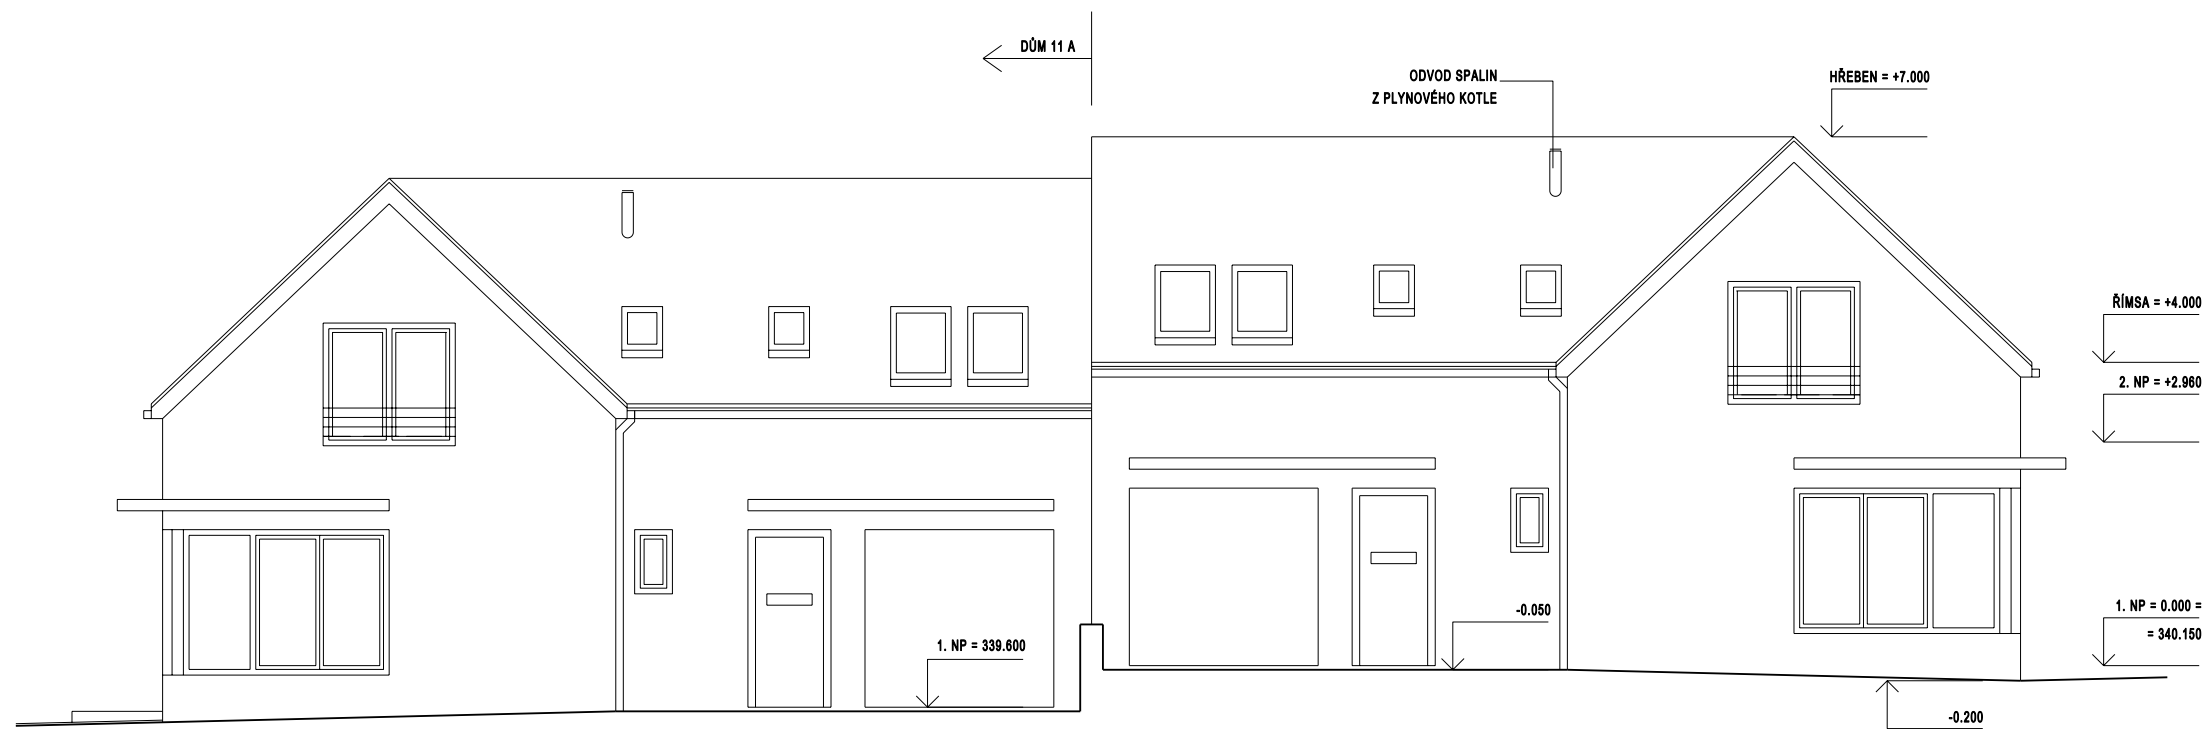 DŮM 11 A
ODVOD SPALIN
Z PLYNOVÉHO KOTLE
HŘEBEN = +7.000
ŘÍMSA = +4.000
2. NP = +2.960
1. NP = 0.000 =
= 340.150
-0.050
1. NP = 339.600
-0.200